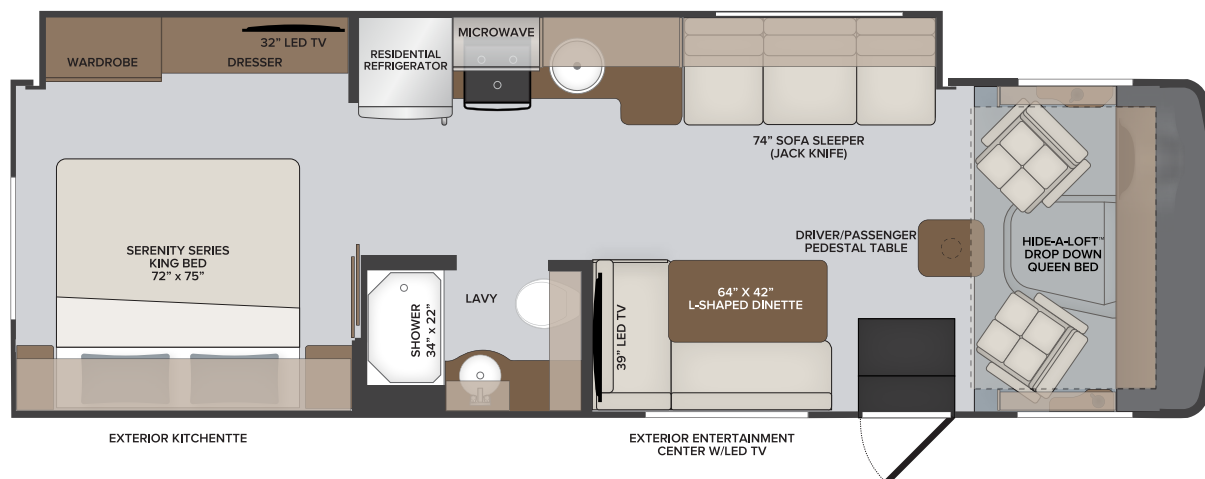 32" LED TV
WARDROBE
DRESSER
RESIDENTIAL
REFRIGERATOR
MICROWAVE
74" SOFA SLEEPER
(JACK KNIFE)
SERENITY SERIES
KING BED
72" x 75"
SHOWER
34" x 22"
LAVY
39" LED TV
64" X 42"
L-SHAPED DINETTE
DRIVER/PASSENGER
PEDESTAL TABLE
HIDE-A-LOFT™
DROP DOWN
QUEEN BED
EXTERIOR KITCHENTTE
EXTERIOR ENTERTAINMENT
CENTER W/LED TV